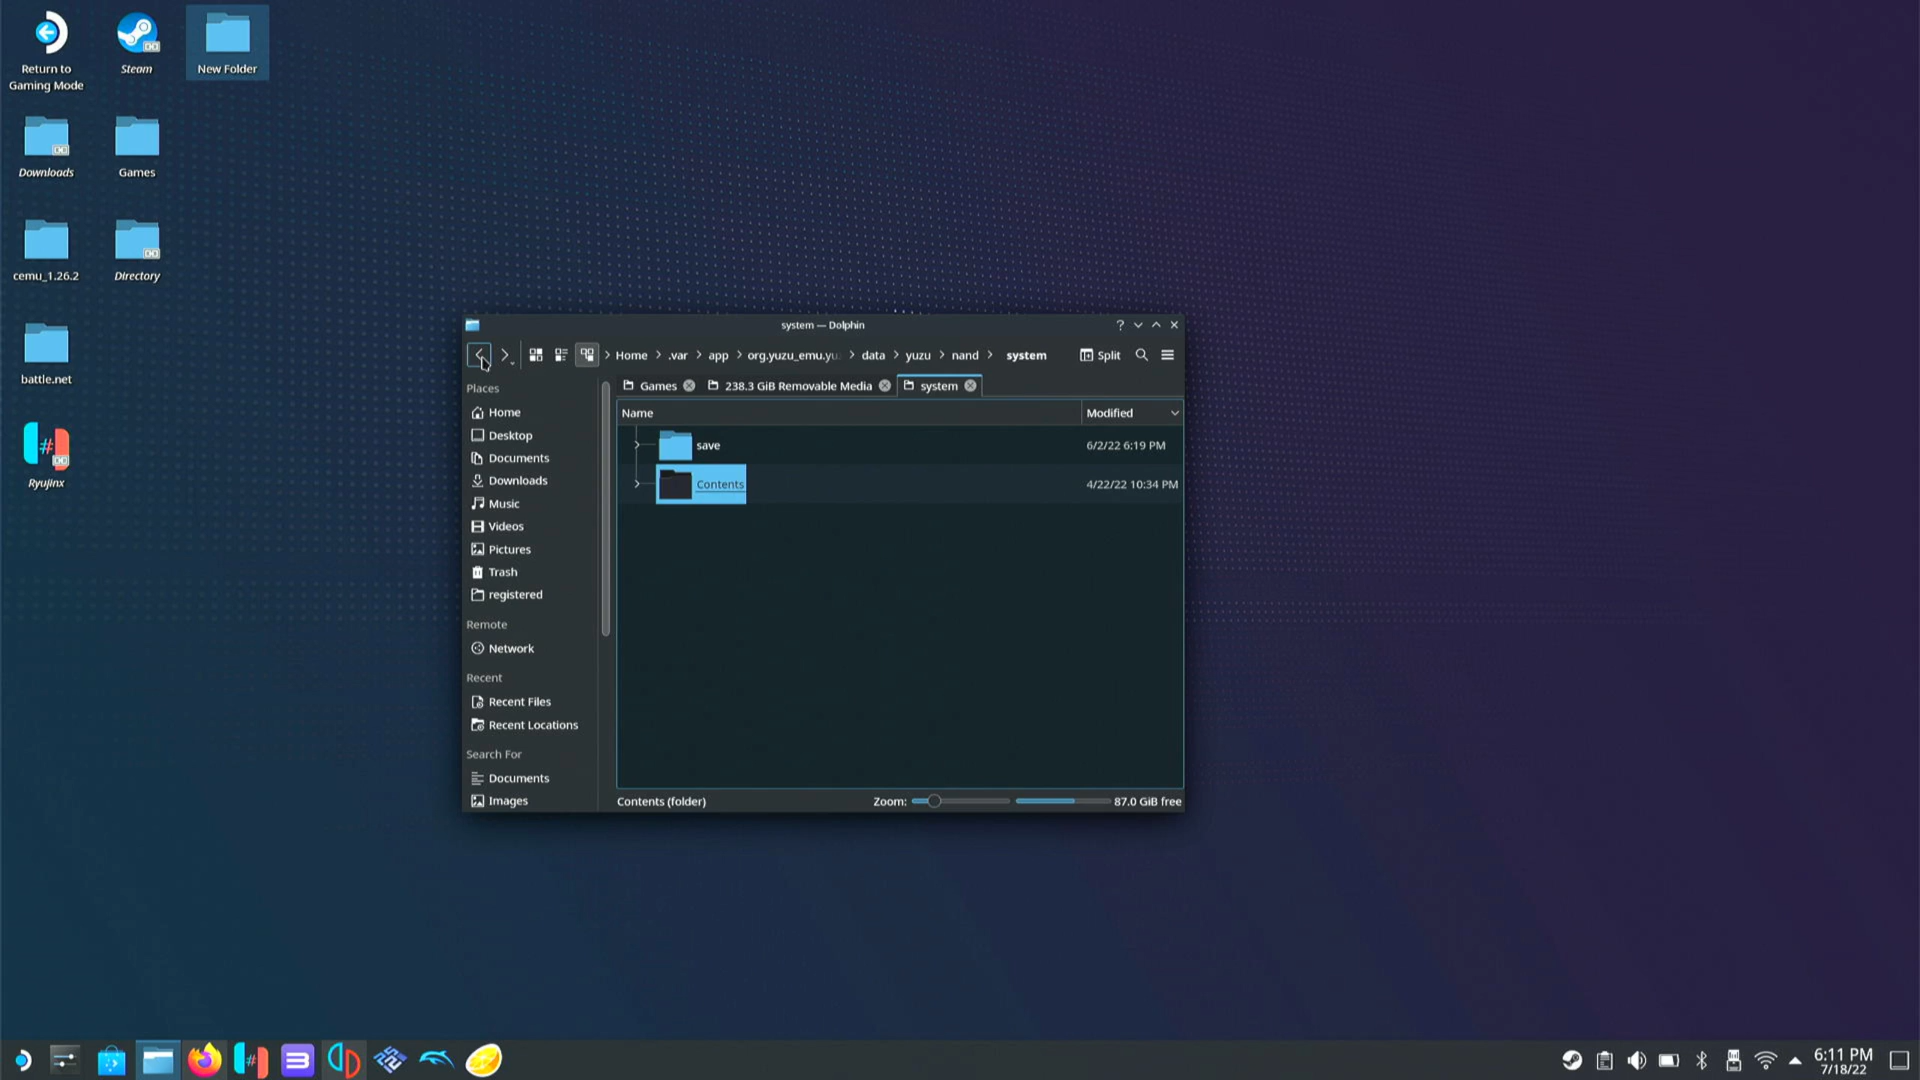 Return to
Gaming Mode
Steam
New Folder
Downloads
Games
cemu_1.26.2
Directory
battle.net
Ryujinx
system — Dolphin
Home
.var
app
org.yuzu_emu.yu
data
yuzu
nand
system
Split
Places
Games
238.3 GiB Removable Media
system
Home
Name
Modified
Desktop
save
6/2/22 6:19 PM
Documents
Downloads
Contents
4/22/22 10:34 PM
Music
Videos
Pictures
Trash
registered
Remote
Network
Recent
Recent Files
Recent Locations
Search For
Documents
Images
Contents (folder)
Zoom:
87.0 GiB free
6:11 PM
7/18/22